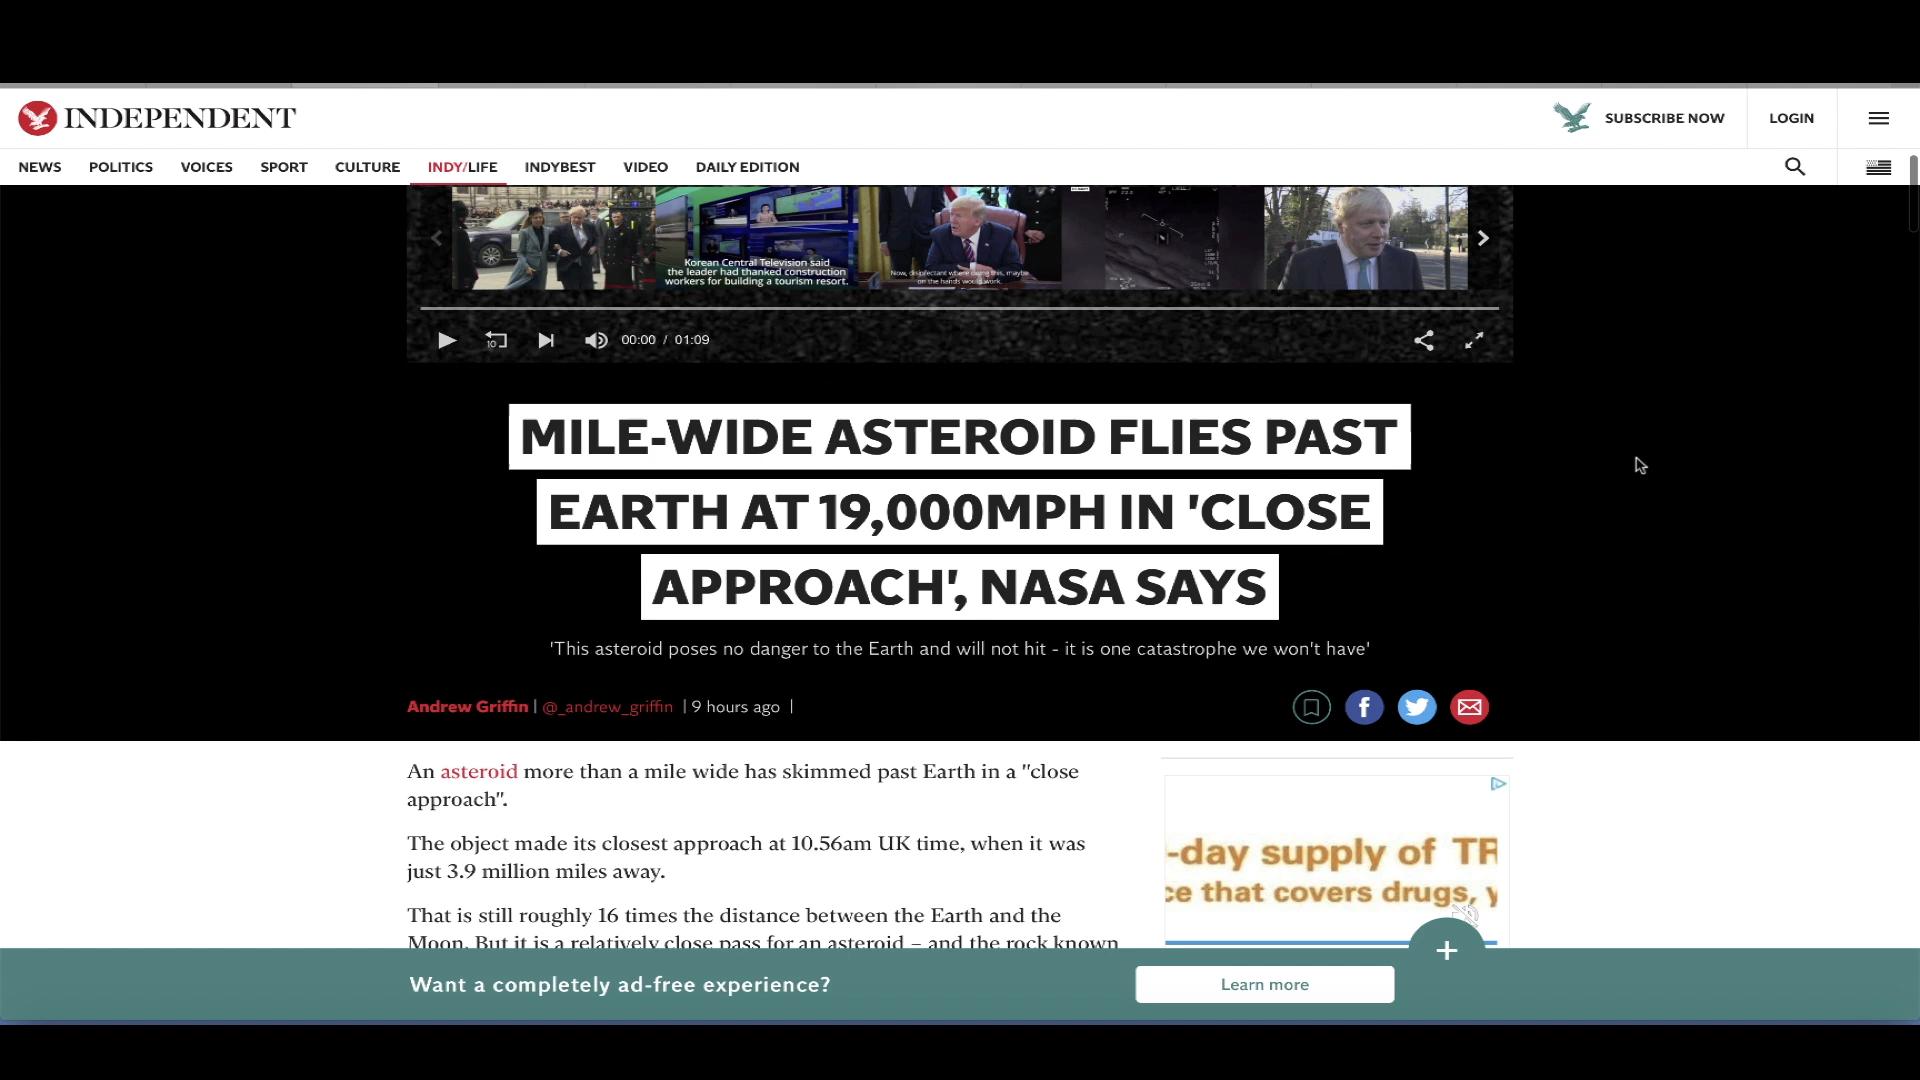 INDEPENDENT
SUBSCRIBE NOW
LOGIN
NEWS POLITICS VOICES SPORT CULTURE INDY/LIFE INDYBEST VIDEO DAILY EDITION
Korean Central Television said
the leader had thanked construction
workers for building a tourism resort.
Now, disinfectant where doing this, maybe
on the hands would work.
10
00:00 / 01:09
MILE-WIDE ASTEROID FLIES PAST
EARTH AT 19,000MPH IN 'CLOSE
APPROACH', NASA SAYS
'This asteroid poses no danger to the Earth and will not hit - it is one catastrophe we won't have'
Andrew Griffin | @_andrew_griffin | 9 hours ago |
An asteroid more than a mile wide has skimmed past Earth in a "close
approach".
The object made its closest approach at 10.56am UK time, when it was
just 3.9 million miles away.
That is still roughly 16 times the distance between the Earth and the
Moon. But it is a relatively close pass for an asteroid – and the rock known
-day supply of TR
ce that covers drugs, y
Want a completely ad-free experience?
Learn more